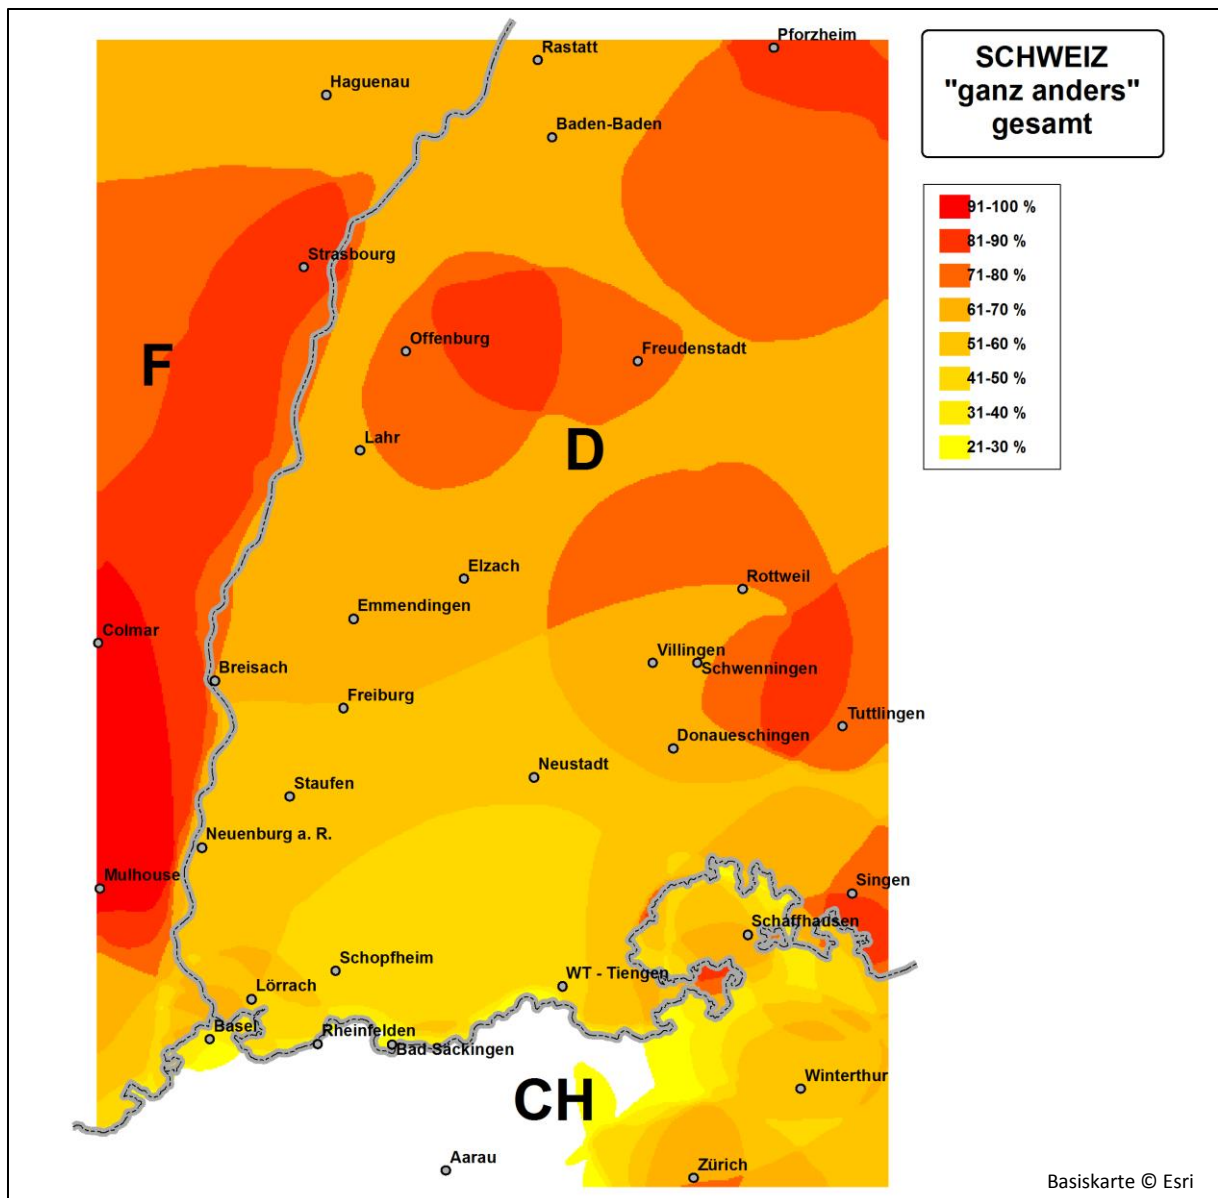 SCHWEIZ
"ganz anders"
gesamt
91-100 %
81-90 %
71-80 %
61-70 %
51-60 %
41-50 %
31-40 %
21-30 %
Pforzheim
Rastatt
Haguenau
Baden-Baden
Strasbourg
Offenburg
Freudenstadt
F
D
Lahr
Elzach
Rottweil
Emmendingen
Colmar
Villingen
Schwenningen
Breisach
Freiburg
Tuttlingen
Donaueschingen
Neustadt
Staufen
Neuenburg a. R.
Mulhouse
Singen
Schaffhausen
Schopfheim
WT - Tiengen
Lörrach
Basel
Rheinfelden
Bad Säckingen
Winterthur
CH
Aarau
Zürich
Basiskarte © Esri